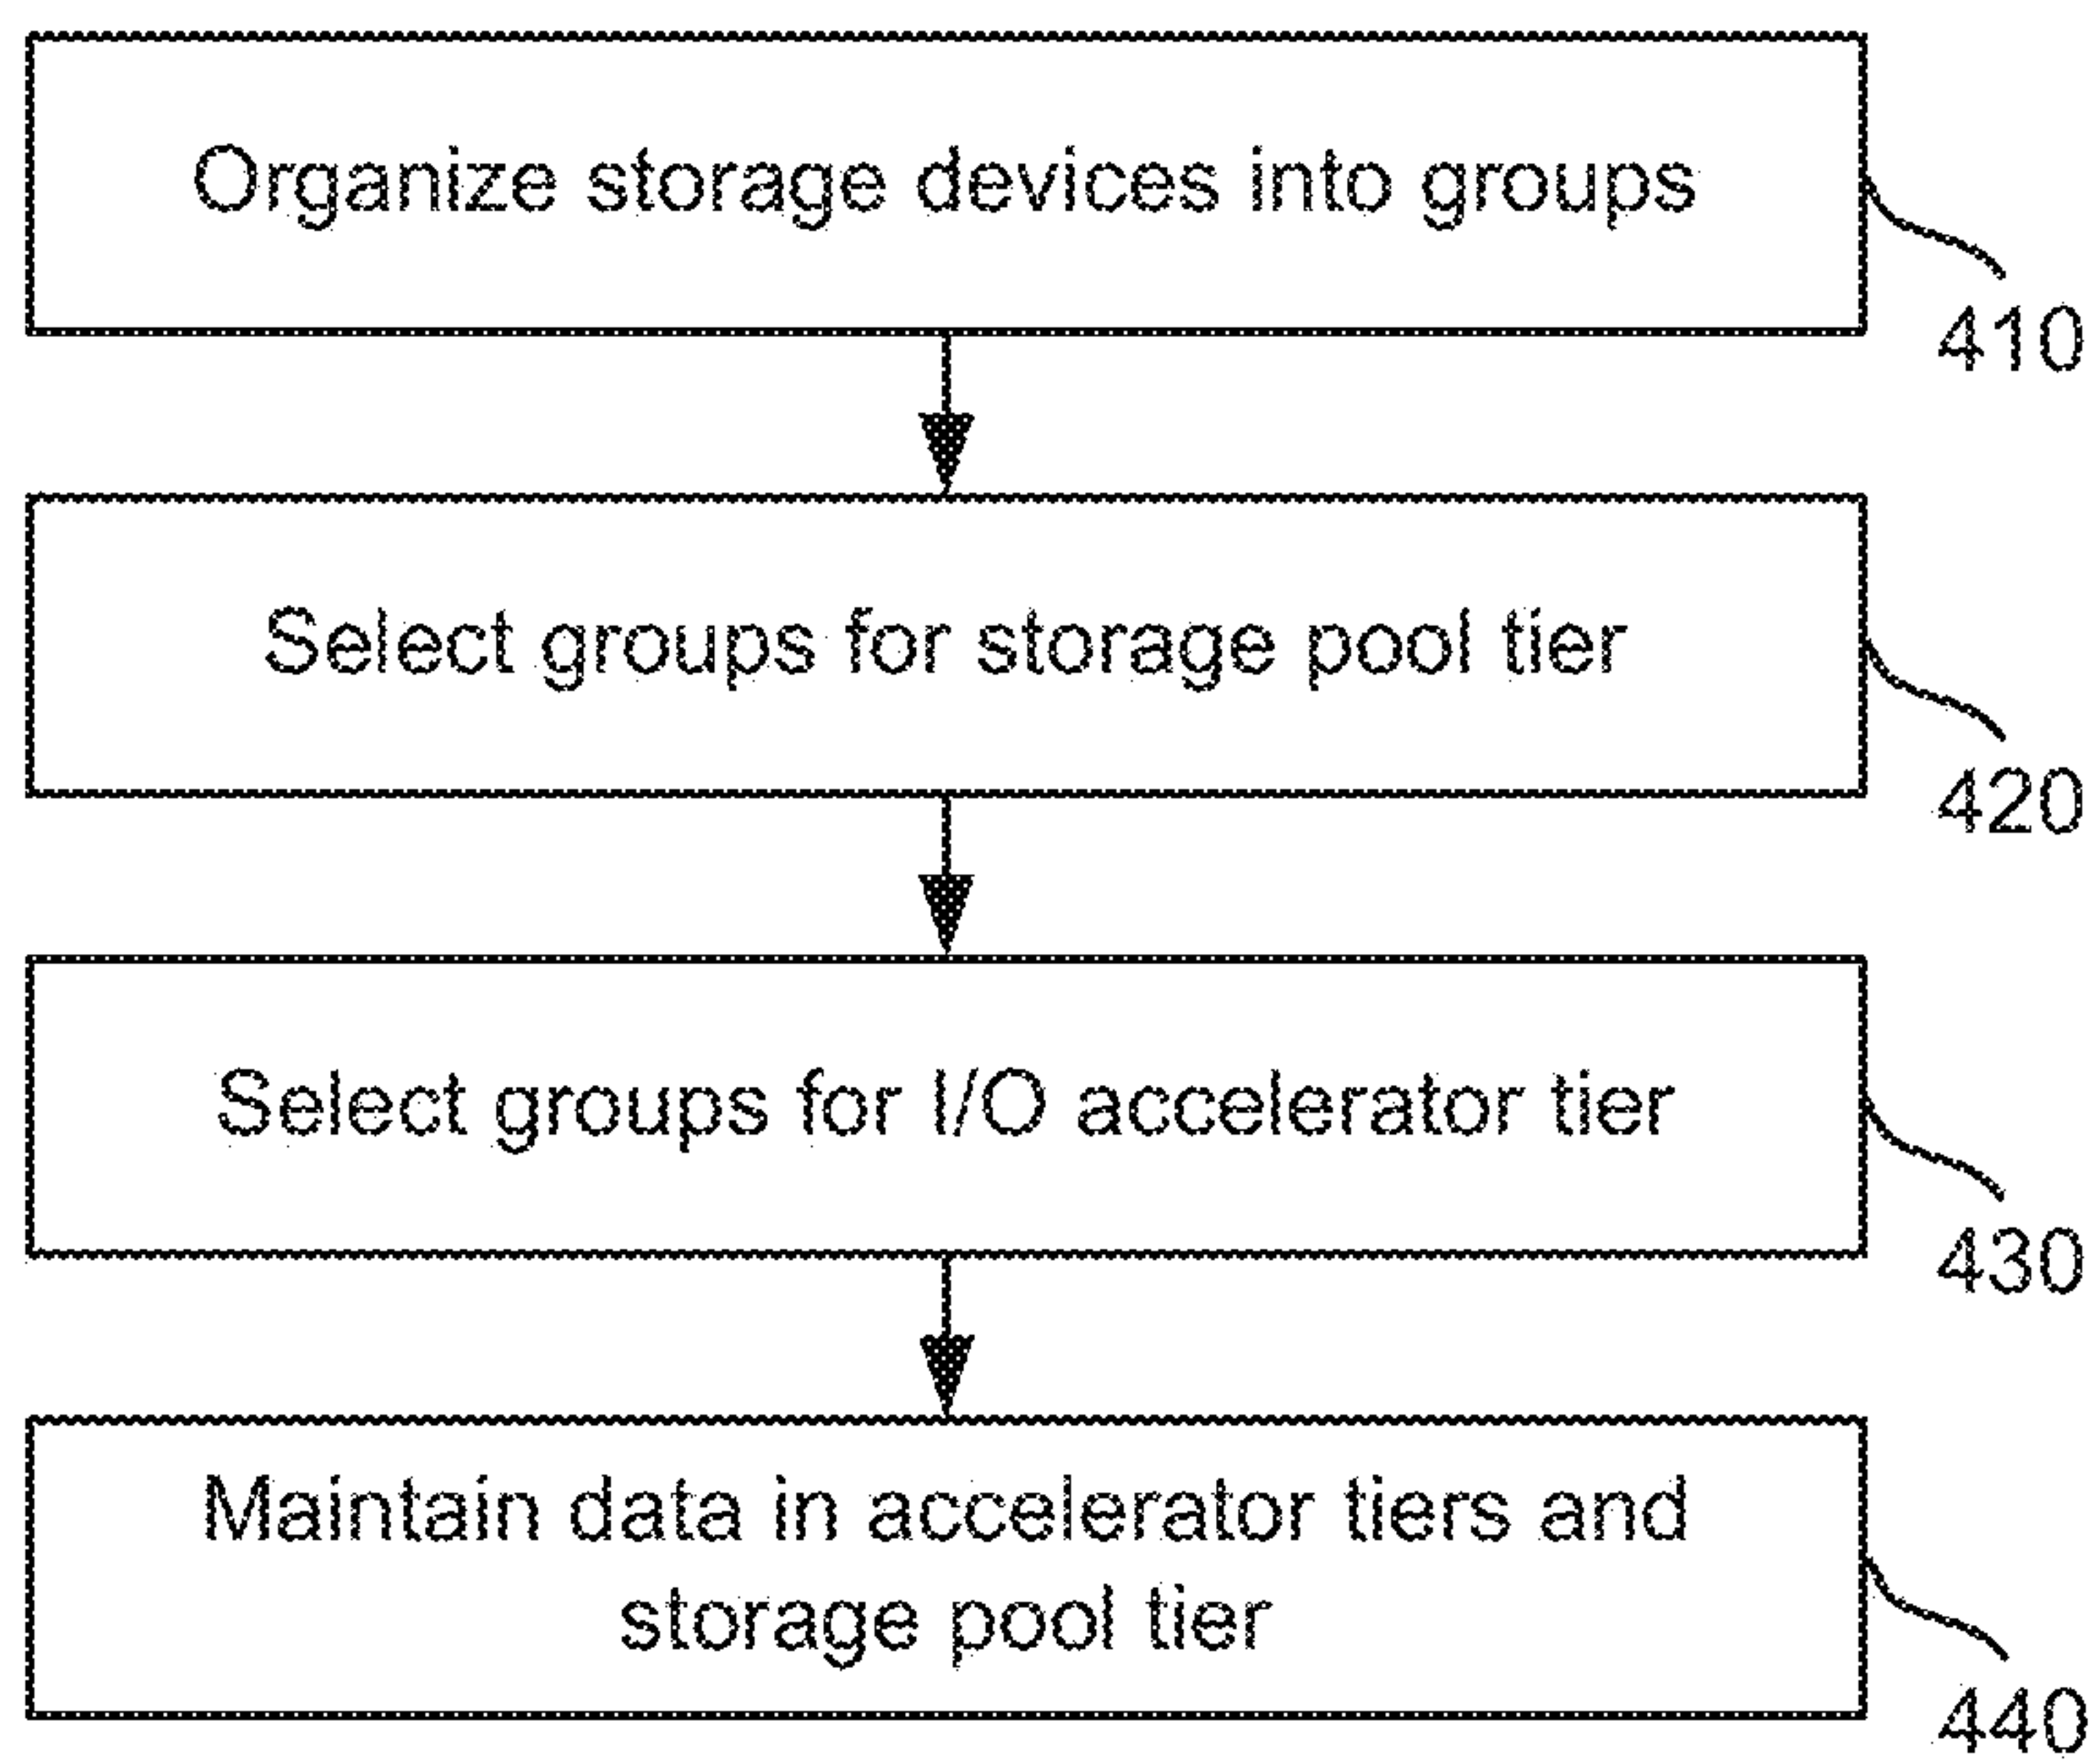 Organize storage devices into groups
410
Select groups for storage pool tier
420
Select groups for I/O accelerator tier
430
Maintain data in accelerator tiers and
storage pool tier
440